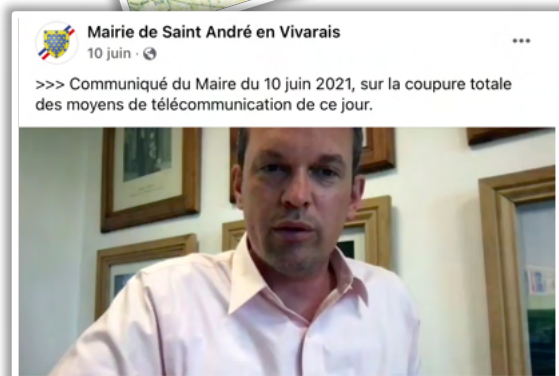 Mairie de Saint André en Vivarais
10 juin ·
>>> Communiqué du Maire du 10 juin 2021, sur la coupure totale
des moyens de télécommunication de ce jour.